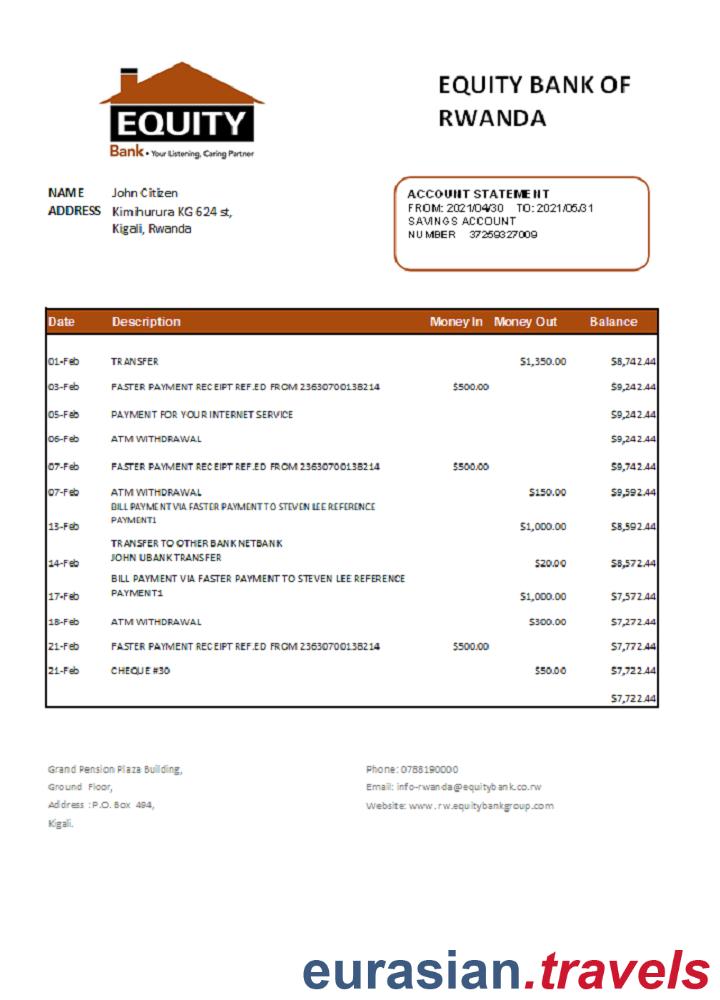 EQUITY
Bank • Your Listening, Caring Partner
EQUITY BANK OF
RWANDA
NAME John Citizen
ADDRESS Kimihurura KG 624 st,
Kigali, Rwanda
ACCOUNT STATEMENT
FROM: 2021/04/30 TO: 2021/05/31
SAVINGS ACCOUNT
NUMBER 37259327009
Date Description Money In Money Out Balance
01-Feb TRANSFER $1,350.00 $8,742.44
03-Feb FASTER PAYMENT RECEIPT REF.ED FROM 23630700138214 $500.00 $9,242.44
05-Feb PAYMENT FOR YOUR INTERNET SERVICE $9,242.44
06-Feb ATM WITHDRAWAL $9,242.44
07-Feb FASTER PAYMENT RECEIPT REF.ED FROM 23630700138214 $500.00 $9,742.44
07-Feb ATM WITHDRAWAL $150.00 $9,592.44
BILL PAYMENT VIA FASTER PAYMENT TO STEVEN LEE REFERENCE
PAYMENT1
13-Feb $1,000.00 $8,592.44
TRANSFER TO OTHER BANK NETBANK
JOHN UBANK TRANSFER
14-Feb $20.00 $8,572.44
BILL PAYMENT VIA FASTER PAYMENT TO STEVEN LEE REFERENCE
PAYMENT1
17-Feb $1,000.00 $7,572.44
18-Feb ATM WITHDRAWAL $300.00 $7,272.44
21-Feb FASTER PAYMENT RECEIPT REF.ED FROM 23630700138214 $500.00 $7,772.44
21-Feb CHEQUE #30 $50.00 $7,722.44
$7,722.44
Grand Pension Plaza Building,
Ground Floor,
Address :P.O. Box 494,
Kigali.
Phone: 0788190000
Email: info-rwanda@equitybank.co.rw
Website: www.rw.equitybankgroup.com
eurasian.travels